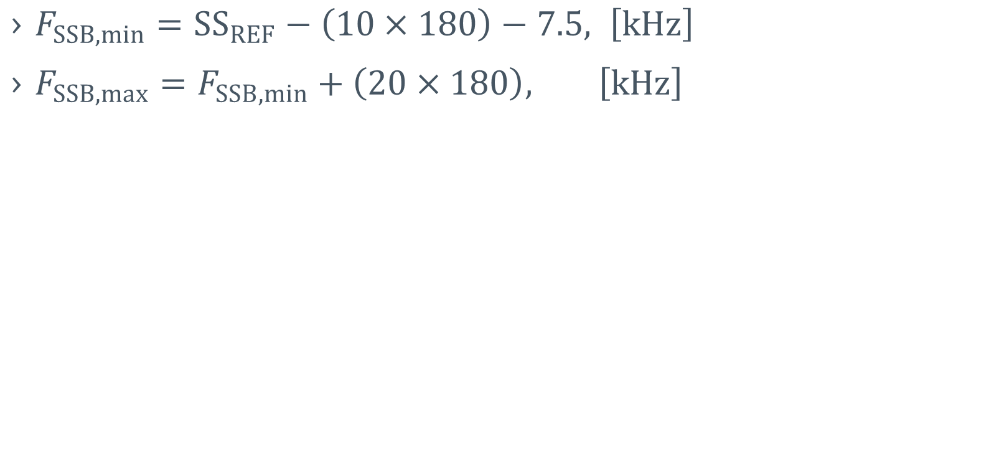 › F_SSB,min = SS_REF − (10 × 180) − 7.5, [kHz]
› F_SSB,max = F_SSB,min + (20 × 180), [kHz]